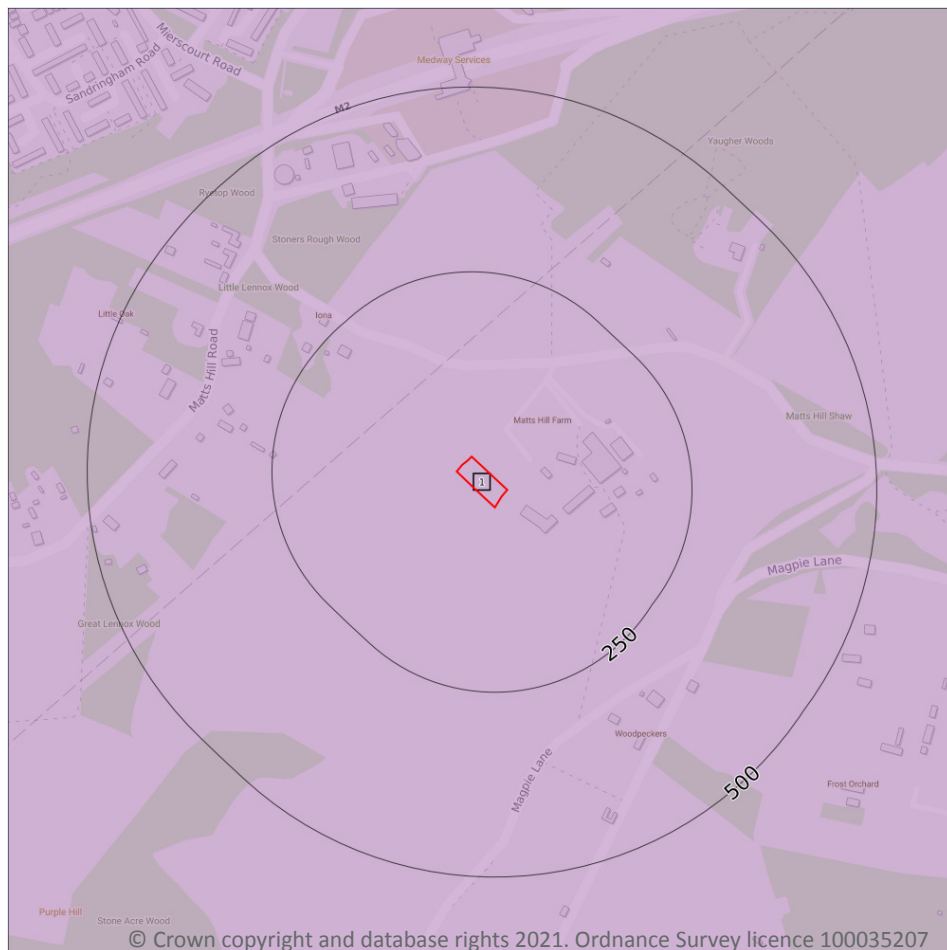 Mierscourt Road
Sandringham Road
Medway Services
M2
Yaugher Woods
Ryetop Wood
Stoners Rough Wood
Little Lennox Wood
Little Oak
Iona
Matts Hill Road
Matts Hill Farm
Matts Hill Shaw
1
Magpie Lane
Great Lennox Wood
250
Woodpeckers
Magpie Lane
500
Frost Orchard
Purple Hill
Stone Acre Wood
© Crown copyright and database rights 2021. Ordnance Survey licence 100035207